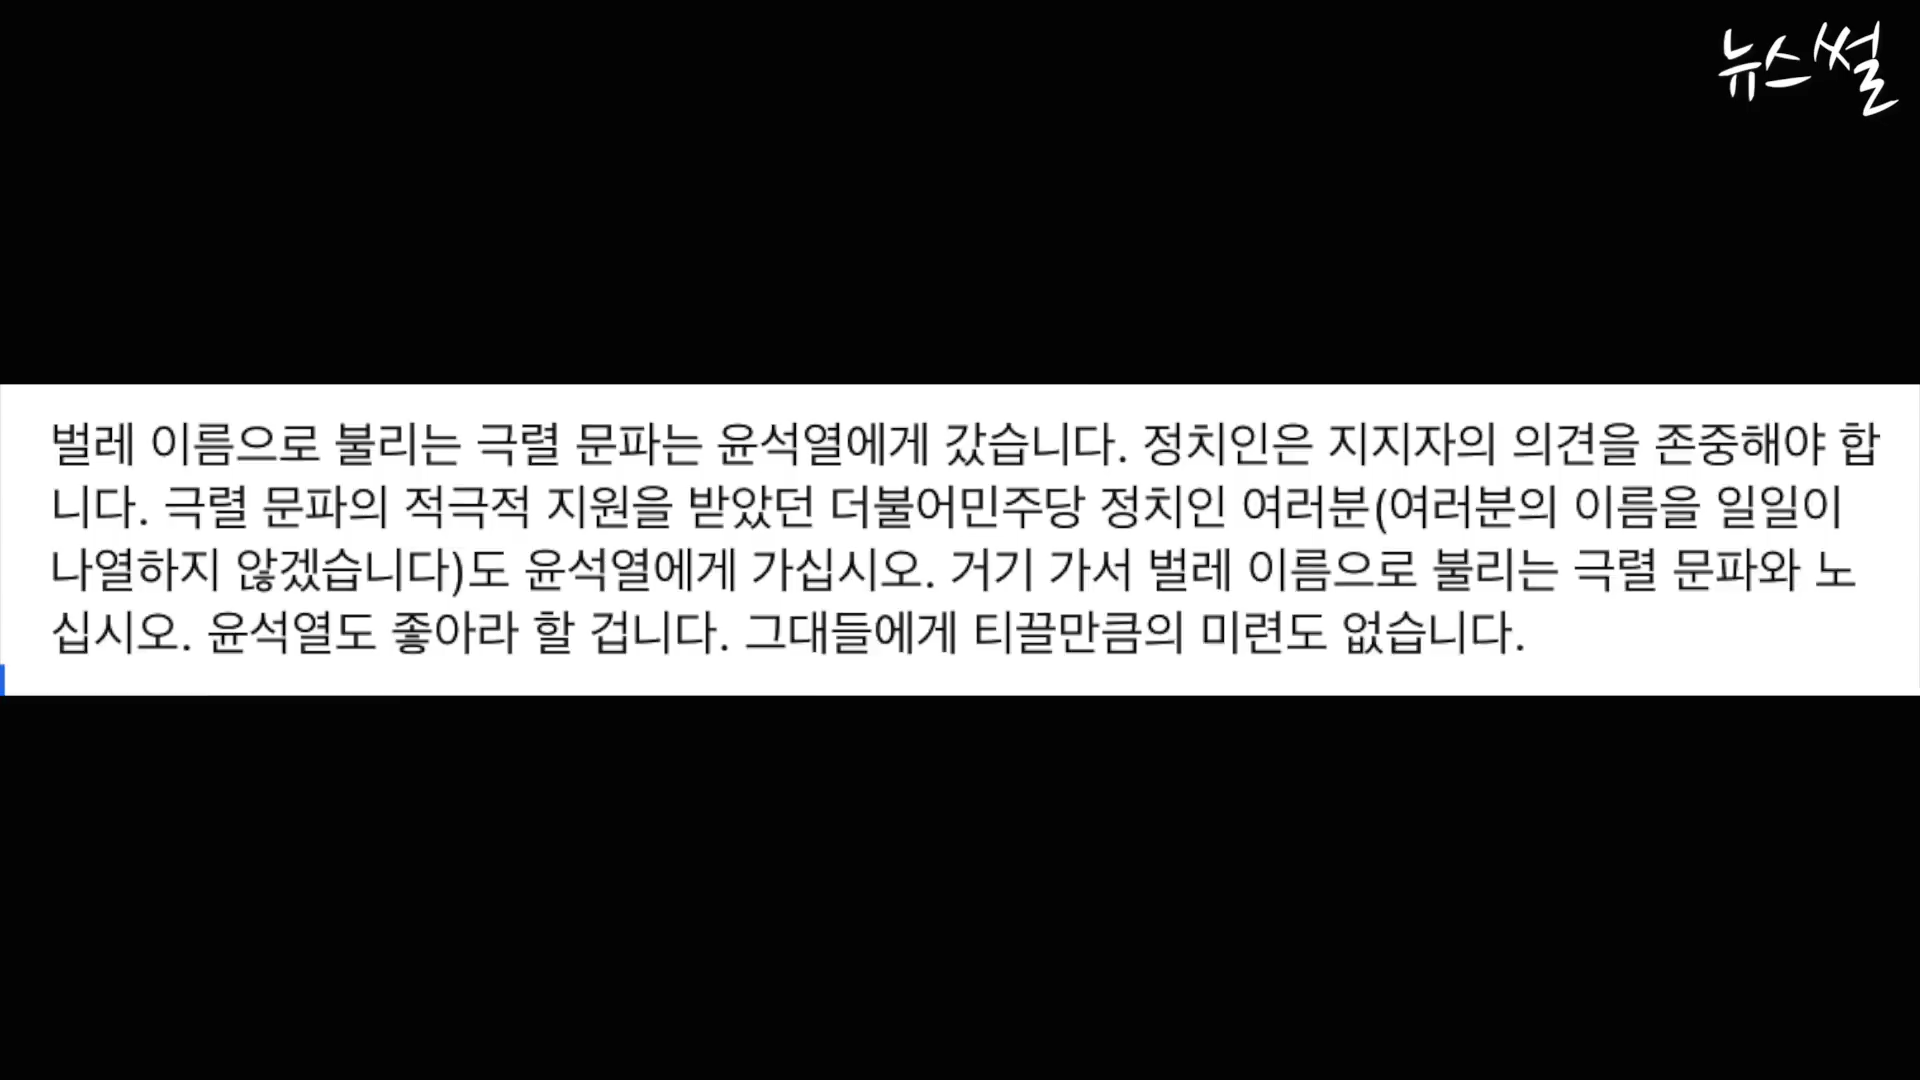 뉴스썰
벌레 이름으로 불리는 극렬 문파는 윤석열에게 갔습니다. 정치인은 지지자의 의견을 존중해야 합
니다. 극렬 문파의 적극적 지원을 받았던 더불어민주당 정치인 여러분(여러분의 이름을 일일이
나열하지 않겠습니다)도 윤석열에게 가십시오. 거기 가서 벌레 이름으로 불리는 극렬 문파와 노
십시오. 윤석열도 좋아라 할 겁니다. 그대들에게 티끌만큼의 미련도 없습니다.